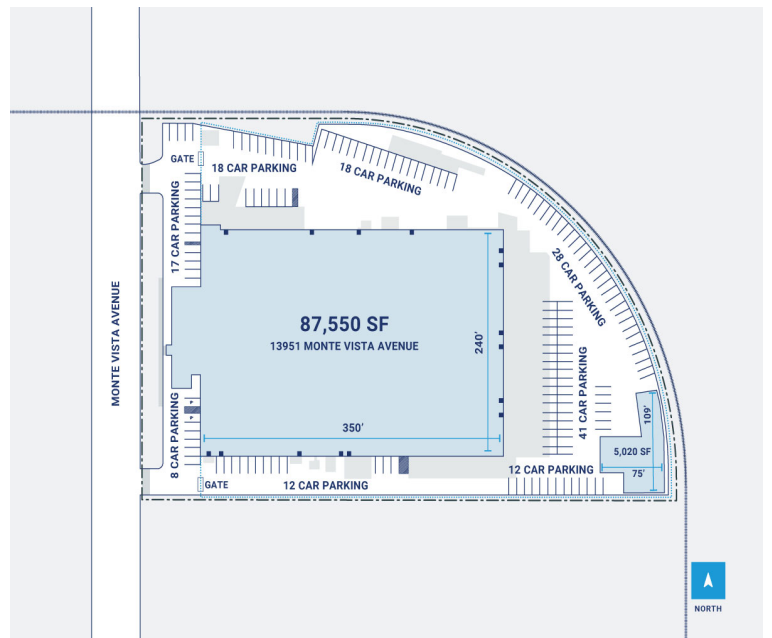 GATE
18 CAR PARKING
18 CAR PARKING
17 CAR PARKING
28 CAR PARKING
MONTE VISTA AVENUE
87,550 SF
13951 MONTE VISTA AVENUE
240'
350'
41 CAR PARKING
8 CAR PARKING
109'
5,020 SF
75'
12 CAR PARKING
GATE
12 CAR PARKING
NORTH